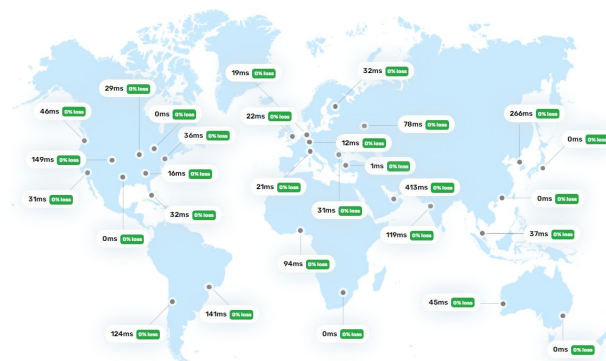 32ms 0% loss
19ms 0% loss
29ms 0% loss
46ms 0% loss
0ms 0% loss
22ms 0% loss
266ms 0% loss
78ms 0% loss
36ms 0% loss
0ms 0% loss
12ms 0% loss
149ms 0% loss
1ms 0% loss
16ms 0% loss
21ms 0% loss
413ms 0% loss
31ms 0% loss
0ms 0% loss
31ms 0% loss
32ms 0% loss
119ms 0% loss
37ms 0% loss
0ms 0% loss
94ms 0% loss
45ms 0% loss
141ms 0% loss
124ms 0% loss
0ms 0% loss
0ms 0% loss